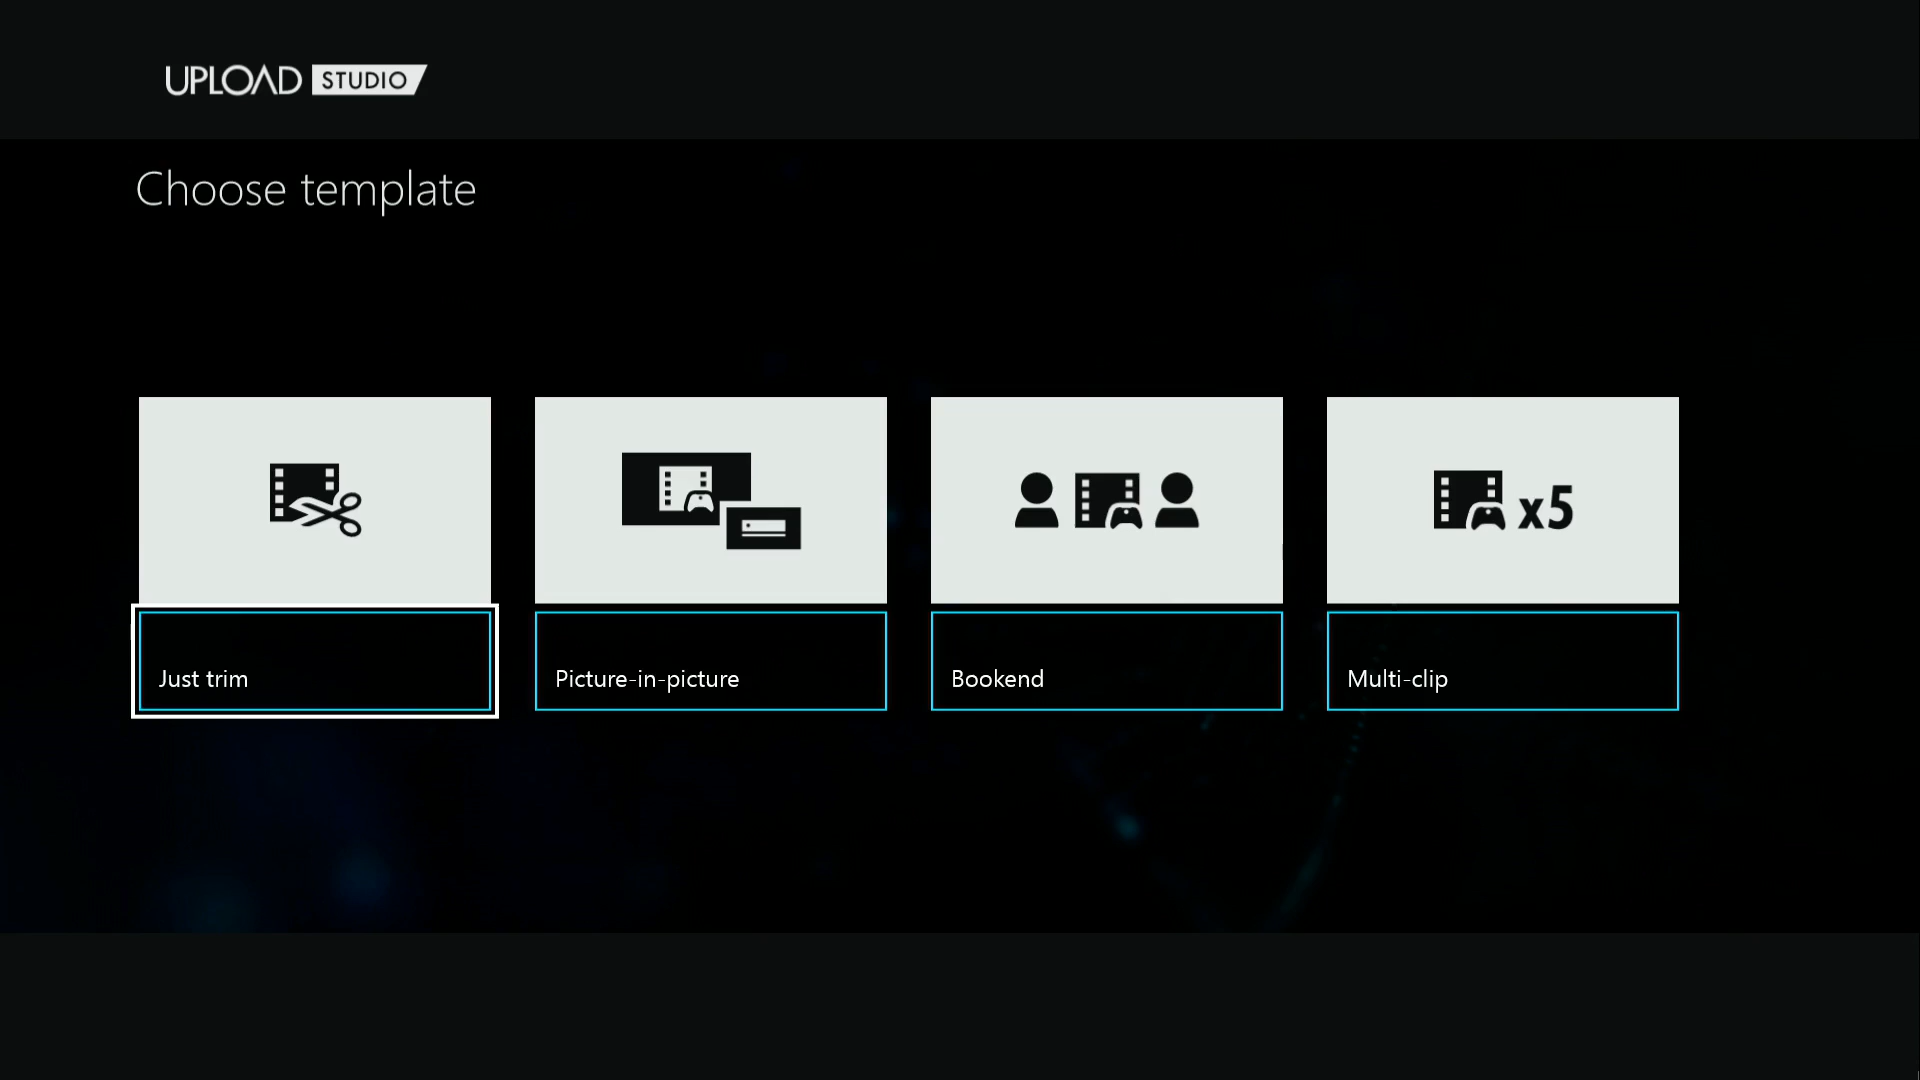 UPLOAD STUDIO
Choose template
x5
Just trim
Picture-in-picture
Bookend
Multi-clip